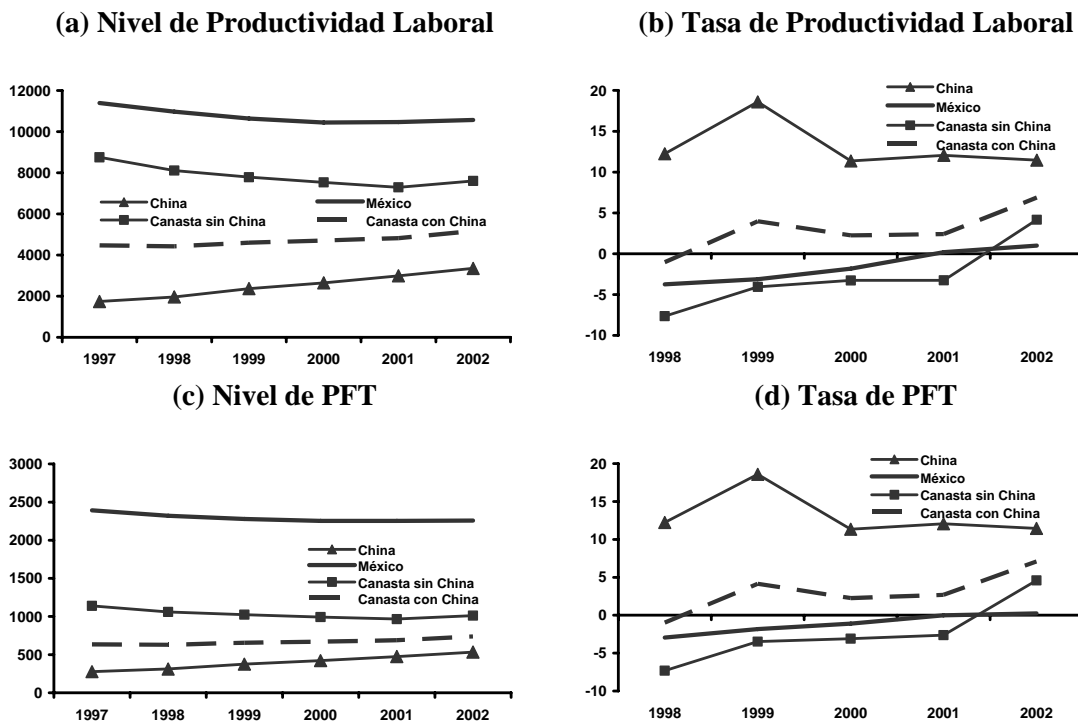 (a) Nivel de Productividad Laboral
12000
10000
8000
6000
4000
2000
0
China
México
Canasta sin China
Canasta con China
1997 1998 1999 2000 2001 2002
(b) Tasa de Productividad Laboral
20
15
10
5
0
-5
-10
China
México
Canasta sin China
Canasta con China
1998 1999 2000 2001 2002
(c) Nivel de PFT
3000
2500
2000
1500
1000
500
0
China
México
Canasta sin China
Canasta con China
1997 1998 1999 2000 2001 2002
(d) Tasa de PFT
20
15
10
5
0
-5
-10
China
México
Canasta sin China
Canasta con China
1998 1999 2000 2001 2002